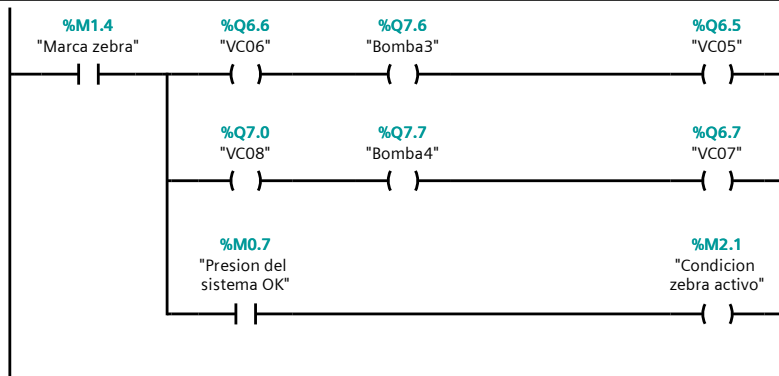 %M1.4 %Q6.6 %Q7.6 %Q6.5
"Marca zebra" "VC06" "Bomba3" "VC05"
%Q7.0 %Q7.7 %Q6.7
"VC08" "Bomba4" "VC07"
%M0.7 %M2.1
"Presion del "Condicion
sistema OK" zebra activo"